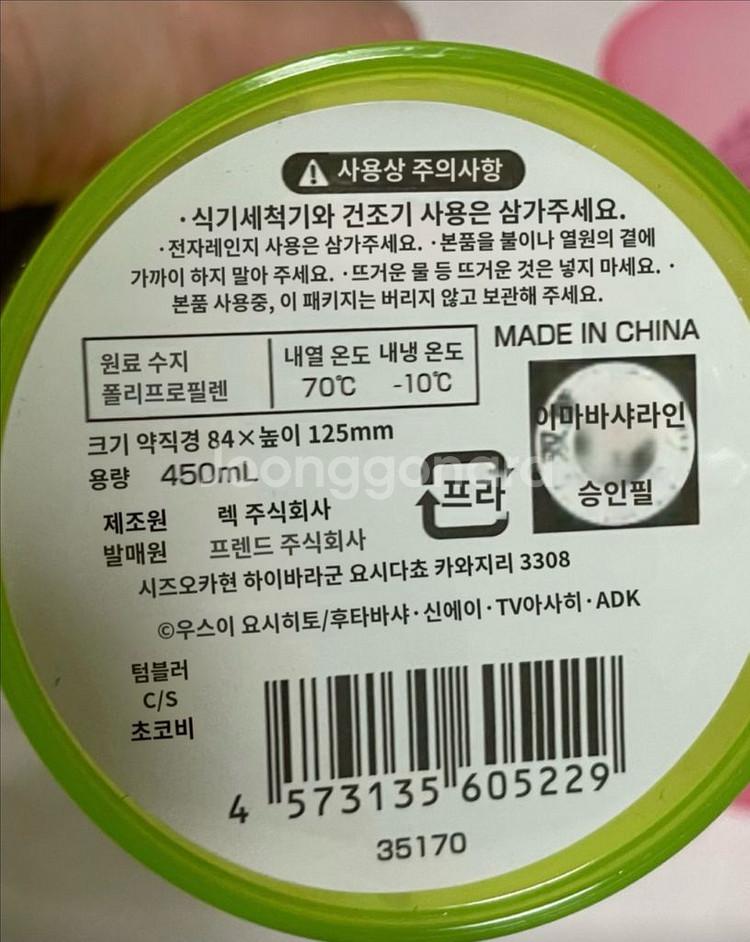 사용상 주의사항
·식기세척기와 건조기 사용은 삼가주세요.
·전자레인지 사용은 삼가주세요. ·본품을 불이나 열원의 곁에
가까이 하지 말아 주세요. ·뜨거운 물 등 뜨거운 것은 넣지 마세요. ·
본품 사용중, 이 패키지는 버리지 않고 보관해 주세요.
MADE IN CHINA
원료 수지 내열 온도 내냉 온도
폴리프로필렌 70℃ -10℃
이마바샤라인
승인필
크기 약직경 84×높이 125mm
용량 450mL
joonggonara
프라
제조원 렉 주식회사
발매원 프렌드 주식회사
시즈오카현 하이바라군 요시다쵸 카와지리 3308
©우스이 요시히토/후타바샤·신에이·TV아사히·ADK
텀블러
C/S
초코비
4 573135 605229
35170